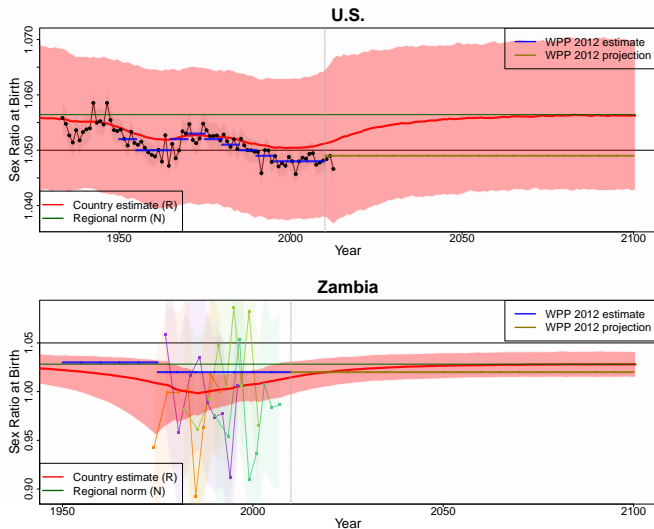 U.S.
Sex Ratio at Birth
1.070
1.060
1.050
1.040
WPP 2012 estimate
WPP 2012 projection
Country estimate (R)
Regional norm (N)
1950
2000
2050
2100
Year
Zambia
Sex Ratio at Birth
1.05
1.00
0.95
0.90
WPP 2012 estimate
WPP 2012 projection
Country estimate (R)
Regional norm (N)
1950
2000
2050
2100
Year